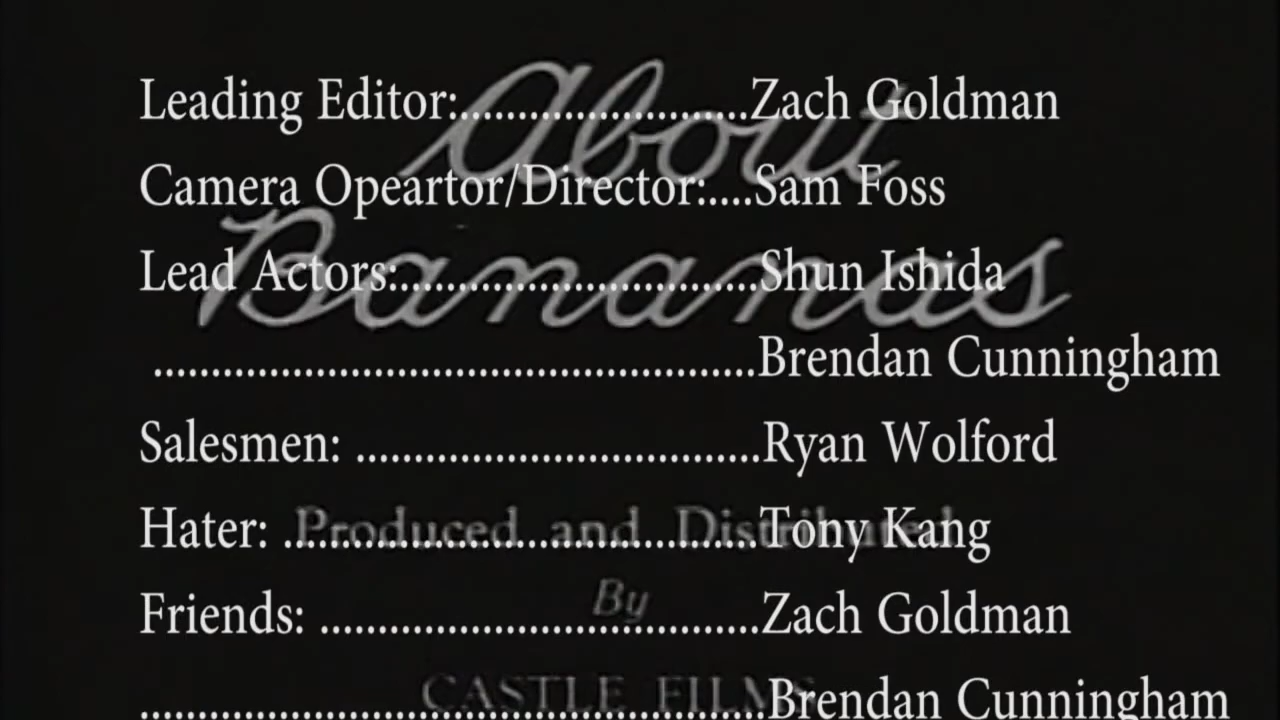 About
Bananas
Produced and Distributed
By
CASTLE FILMS
Leading Editor:.........................Zach Goldman
Camera Opeartor/Director:....Sam Foss
Lead Actors:...............................Shun Ishida
....................................................Brendan Cunningham
Salesmen: ...................................Ryan Wolford
Hater: .........................................Tony Kang
Friends: ......................................Zach Goldman
......................................................Brendan Cunningham